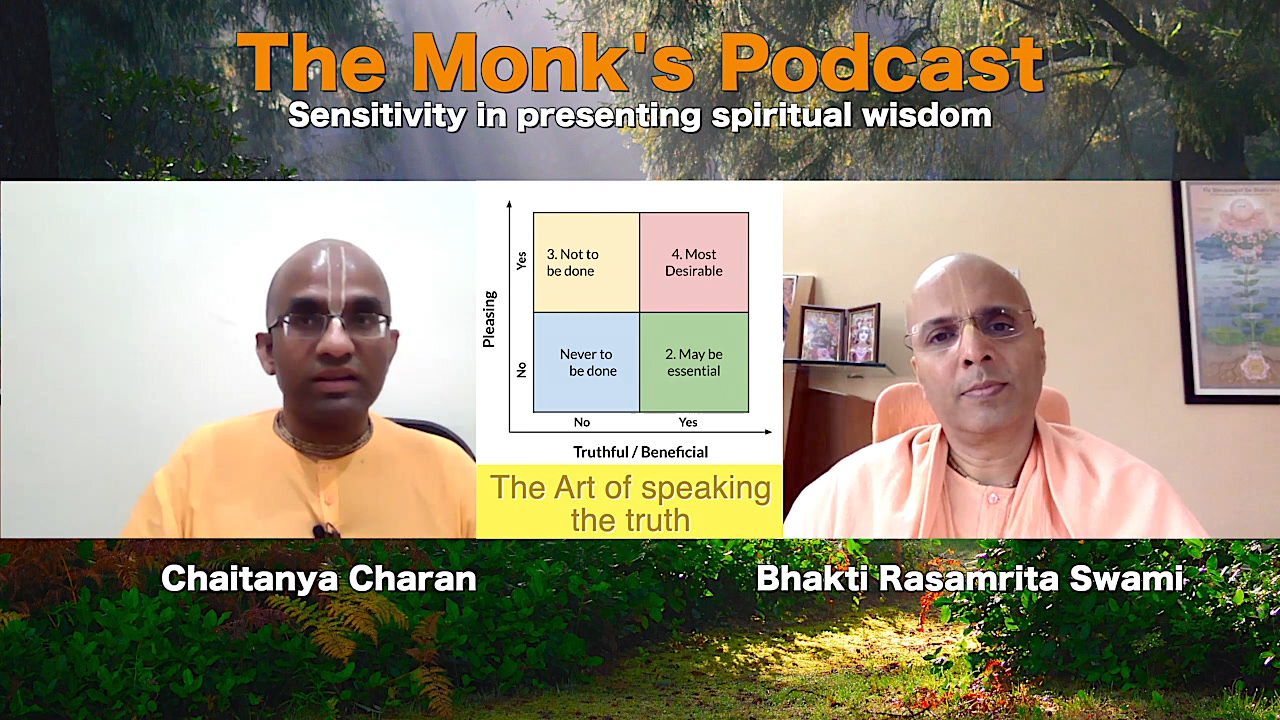 The Monk's Podcast
Sensitivity in presenting spiritual wisdom
Pleasing
Yes
No
3. Not to
be done
4. Most
Desirable
Never to
be done
2. May be
essential
No
Yes
Truthful / Beneficial
The Art of speaking
the truth
Chaitanya Charan
Bhakti Rasamrita Swami